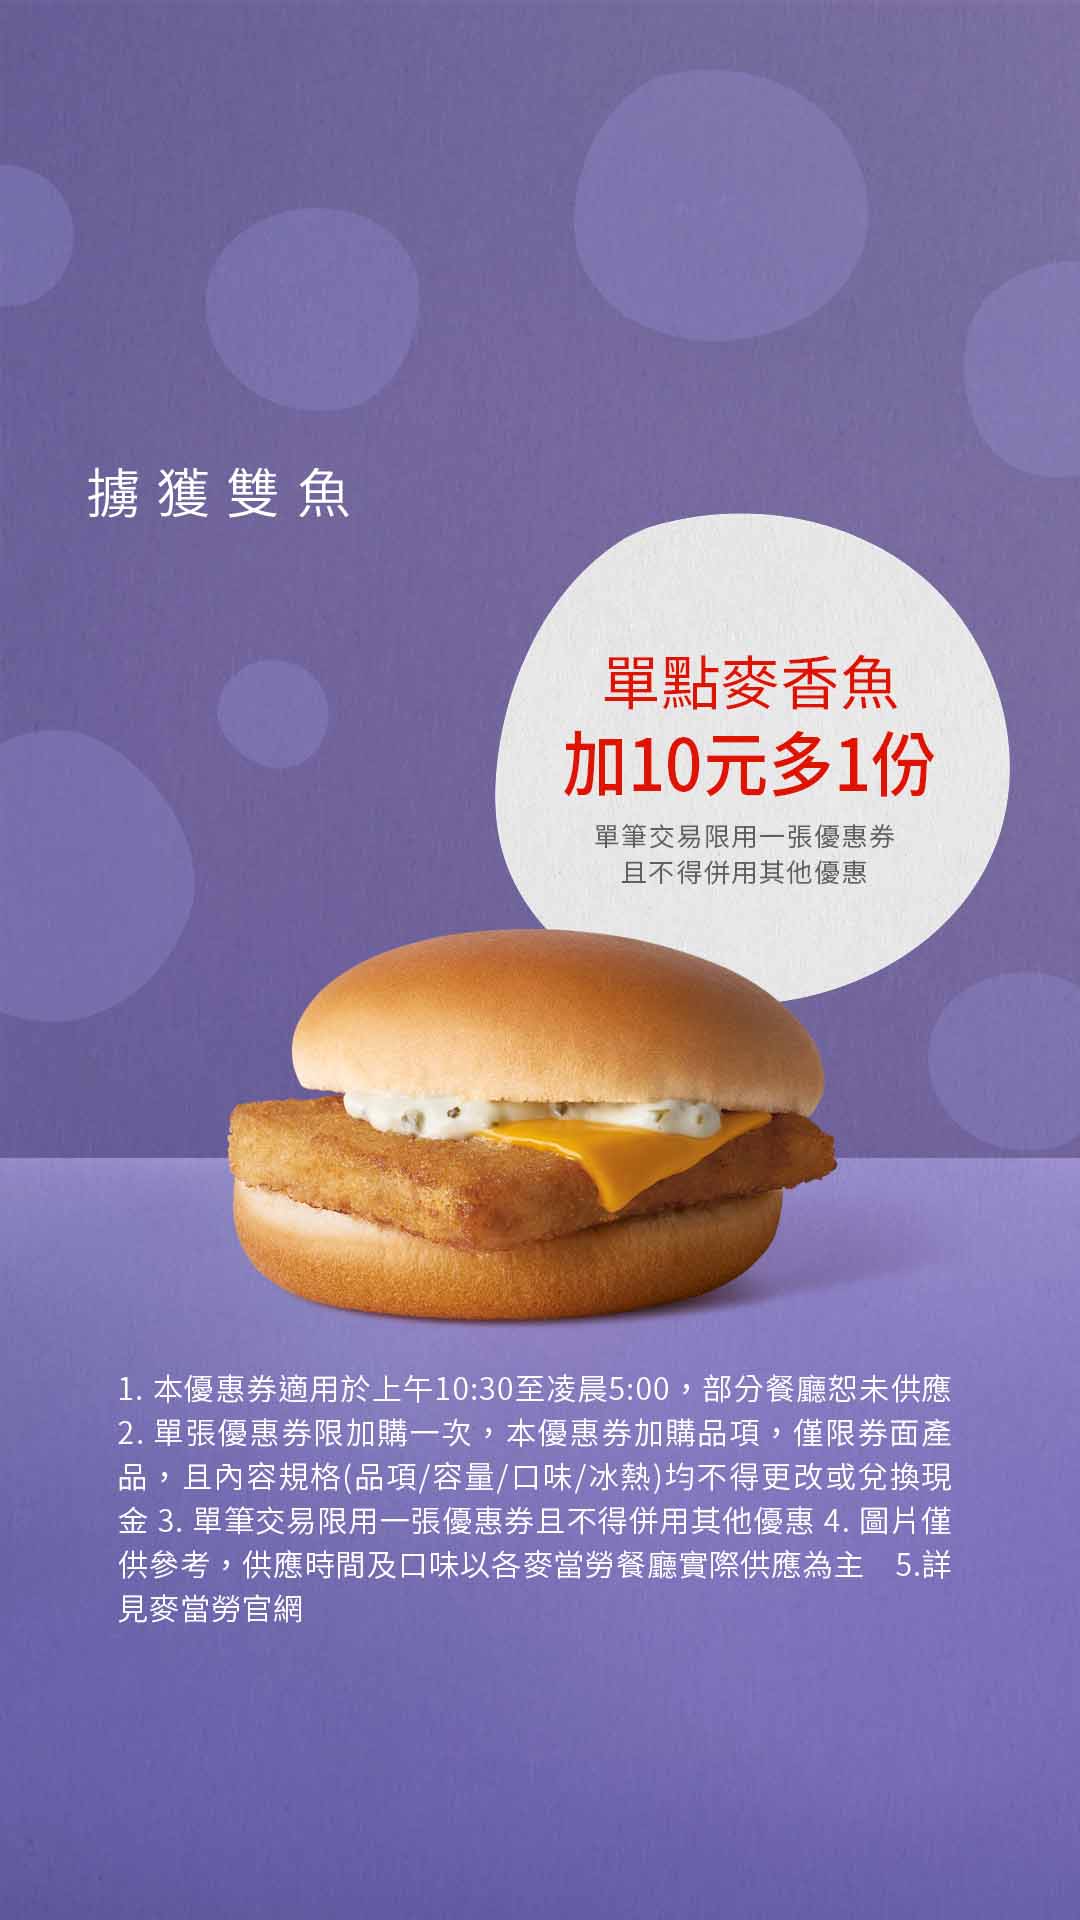 擄獲雙魚
單點麥香魚
加10元多1份
單筆交易限用一張優惠券
且不得併用其他優惠
1. 本優惠券適用於上午10:30至凌晨5:00，部分餐廳恕未供應
2. 單張優惠券限加購一次，本優惠券加購品項，僅限券面產
品，且內容規格(品項/容量/口味/冰熱)均不得更改或兌換現
金 3. 單筆交易限用一張優惠券且不得併用其他優惠 4. 圖片僅
供參考，供應時間及口味以各麥當勞餐廳實際供應為主　5.詳
見麥當勞官網